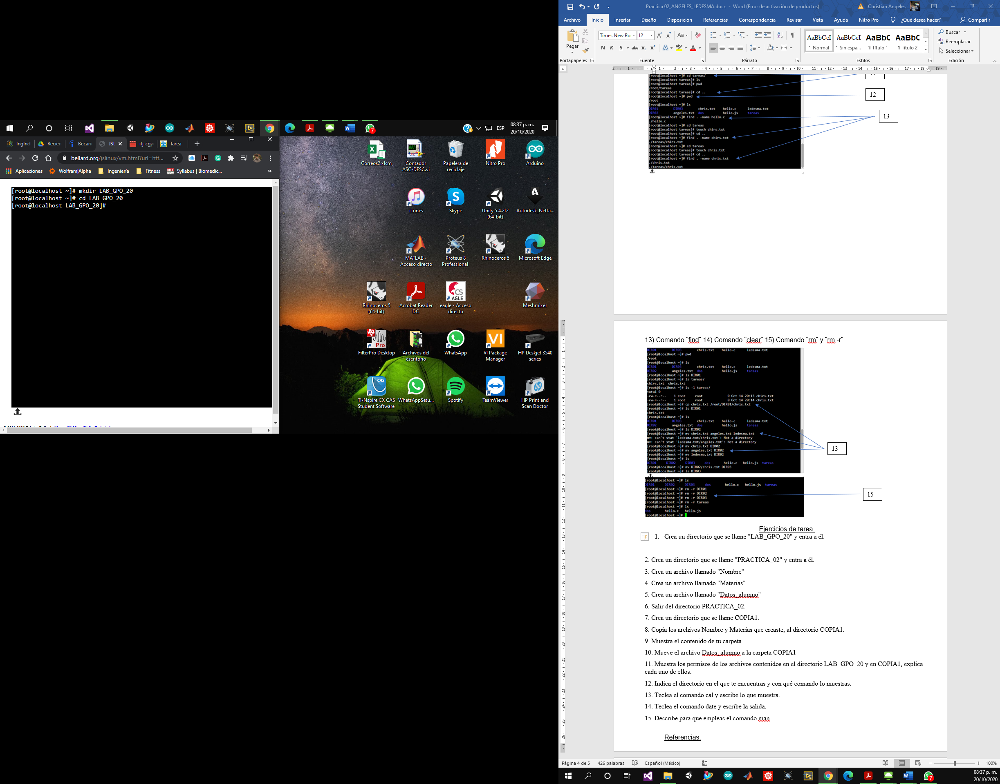 08:37 p. m.
ESP
20/10/2020
7
IngInd
Recien
Becari
JSL
itj-cgy
Tarea
bellard.org/jslinux/vm.html?url=htt...
Aplicaciones
Wolfram|Alpha
Ingeniería
Fitness
Syllabus | Biomedic...
»
[root@localhost ~]# mkdir LAB_GPO_20
[root@localhost ~]# cd LAB_GPO_20
[root@localhost LAB_GPO_20]#
Correos2.xlsm
Contador ASC-DESC.vi
Papelera de reciclaje
Nitro Pro
Arduino
iTunes
Skype
Unity 5.4.2f2 (64-bit)
Autodesk_Netfa...
MATLAB - Acceso directo
Proteus 8 Professional
Rhinoceros 5
Microsoft Edge
Rhinoceros 5 (64-bit)
Acrobat Reader DC
eagle - Acceso directo
Meshmixer
FilterPro Desktop
Archivos del escritorio
WhatsApp
VI Package Manager
HP Deskjet 3540 series
TI-Nspire CX CAS Student Software
WhatsAppSetu...
Spotify
TeamViewer
HP Print and Scan Doctor
Practica 02_ANGELES_LEDESMA.docx - Word (Error de activación de productos)
Christian Angeles
Archivo Inicio Insertar Diseño Disposición Referencias Correspondencia Revisar Vista Ayuda Nitro Pro ¿Qué desea hacer? Compartir
Pegar
Times New Ro 12
N K S abc x₂ x²
AaBbCcI AaBbCcI AaBbC AaBbC
¶ Normal ¶ Sin espa... ¶ Título 1 ¶ Título 2
Buscar
Reemplazar
Seleccionar
Portapapeles Fuente Párrafo Estilos Edición
[root@localhost ~]# cd tareas/
[root@localhost tareas]# ls
[root@localhost tareas]# pwd
/root/tareas
[root@localhost tareas]# cd ..
[root@localhost ~]# pwd
/root
[root@localhost ~]# ls
DIR01 DIR03 chris.txt hello.c ledesma.txt
DIR02 angeles.txt dos hello.js tareas
[root@localhost ~]# find . -name hello.c
./hello.c
[root@localhost ~]# cd tareas
[root@localhost tareas]# touch chirs.txt
[root@localhost tareas]# cd ..
[root@localhost ~]# find . -name chirs.txt
./tareas/chirs.txt
[root@localhost ~]# cd tareas
[root@localhost tareas]# touch chris.txt
[root@localhost tareas]# cd ..
[root@localhost ~]# find . -name chris.txt
./chris.txt
./tareas/chris.txt
12
13
13) Comando ¨find¨ 14) Comando ¨clear¨ 15) Comando ¨rm¨ y ¨rm -r¨
DIR01 DIR03 chris.txt hello.c ledesma.txt
[root@localhost ~]# pwd
/root
[root@localhost ~]# ls
DIR01 DIR03 chris.txt hello.c ledesma.txt
DIR02 angeles.txt dos hello.js tareas
[root@localhost ~]# ls DIR01
[root@localhost ~]# ls tareas/
chirs.txt chris.txt
[root@localhost ~]# ls -l tareas/
total 0
-rw-r--r-- 1 root root 0 Oct 14 20:13 chirs.txt
-rw-r--r-- 1 root root 0 Oct 14 20:14 chris.txt
[root@localhost ~]# cp chris.txt /root/DIR01/chris.txt
[root@localhost ~]# ls DIR01
chris.txt
[root@localhost ~]# ls
DIR01 DIR03 chris.txt hello.c ledesma.txt
DIR02 angeles.txt dos hello.js tareas
[root@localhost ~]# ls DIR02
[root@localhost ~]# mv chris.txt angeles.txt ledesma.txt
mv: can't stat 'ledesma.txt/chris.txt': Not a directory
mv: can't stat 'ledesma.txt/angeles.txt': Not a directory
[root@localhost ~]# mv chris.txt DIR02
[root@localhost ~]# mv angeles.txt DIR02
[root@localhost ~]# mv ledesma.txt DIR02
[root@localhost ~]# ls
DIR01 DIR02 DIR03 dos hello.c hello.js tareas
[root@localhost ~]# mv DIR02/chris.txt DIR03
[root@localhost ~]# ls DIR03
13
[root@localhost ~]# ls
DIR01 DIR02 DIR03 dos hello.c hello.js tareas
[root@localhost ~]# rm -r DIR01
[root@localhost ~]# rm -r DIR02
[root@localhost ~]# rm -r DIR03
[root@localhost ~]# rm -r tareas
[root@localhost ~]# ls
dos hello.c hello.js
[root@localhost ~]#
15
Ejercicios de tarea.
1. Crea un directorio que se llame "LAB_GPO_20" y entra a él.
2. Crea un directorio que se llame "PRACTICA_02" y entra a él.
3. Crea un archivo llamado "Nombre"
4. Crea un archivo llamado "Materias"
5. Crea un archivo llamado "Datos_alumno"
6. Salir del directorio PRACTICA_02.
7. Crea un directorio que se llame COPIA1.
8. Copia los archivos Nombre y Materias que creaste, al directorio COPIA1.
9. Muestra el contenido de tu carpeta.
10. Mueve el archivo Datos_alumno a la carpeta COPIA1
11. Muestra los permisos de los archivos contenidos en el directorio LAB_GPO_20 y en COPIA1, explica
cada uno de ellos.
12. Indica el directorio en el que te encuentras y con qué comando lo muestras.
13. Teclea el comando cal y escribe lo que muestra.
14. Teclea el comando date y escribe la salida.
15. Describe para que empleas el comando man
Referencias:
Página 4 de 5 426 palabras Español (México) 100%
7
08:37 p. m.
20/10/2020